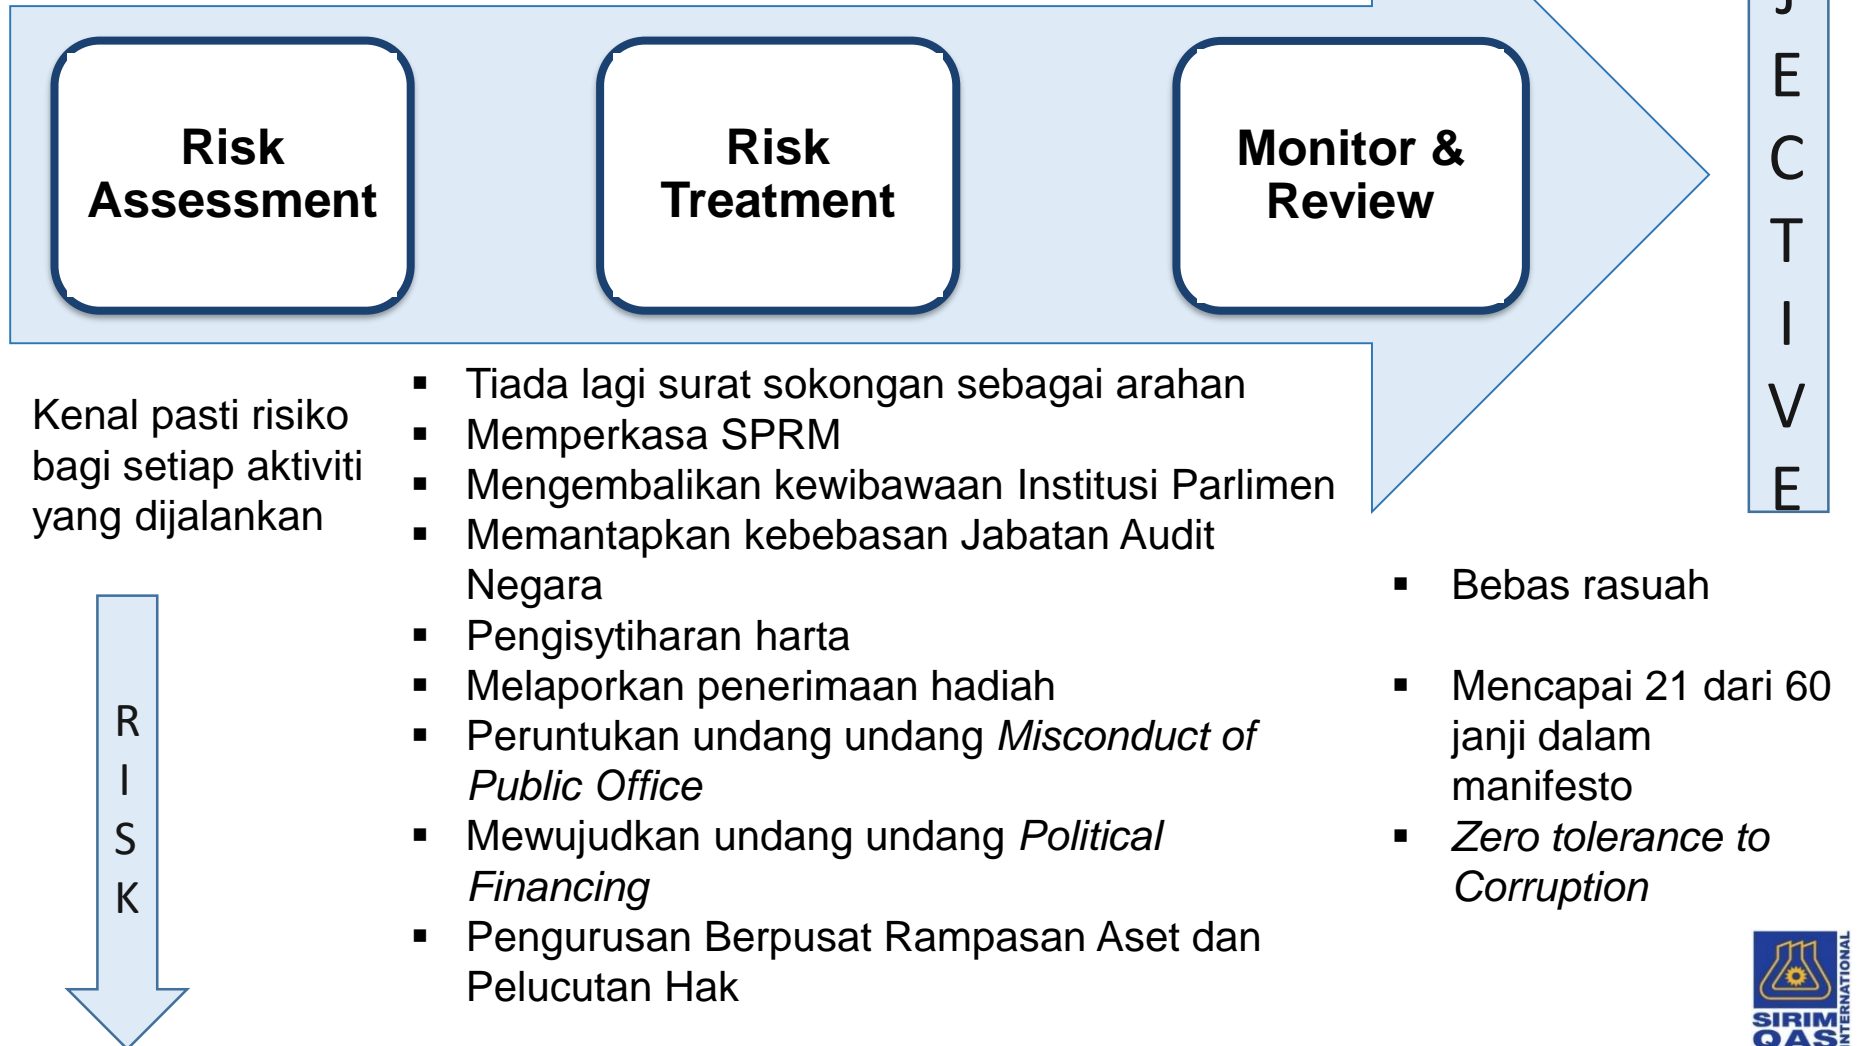 Risk
Assessment
Risk
Treatment
Monitor &
Review
J
E
C
T
I
V
E
Kenal pasti risiko
bagi setiap aktiviti
yang dijalankan
R
I
S
K
▪ Tiada lagi surat sokongan sebagai arahan
▪ Memperkasa SPRM
▪ Mengembalikan kewibawaan Institusi Parlimen
▪ Memantapkan kebebasan Jabatan Audit
Negara
▪ Pengisytiharan harta
▪ Melaporkan penerimaan hadiah
▪ Peruntukan undang undang Misconduct of
Public Office
▪ Mewujudkan undang undang Political
Financing
▪ Pengurusan Berpusat Rampasan Aset dan
Pelucutan Hak
▪ Bebas rasuah
▪ Mencapai 21 dari 60
janji dalam
manifesto
▪ Zero tolerance to
Corruption
SIRIM
QAS
INTERNATIONAL